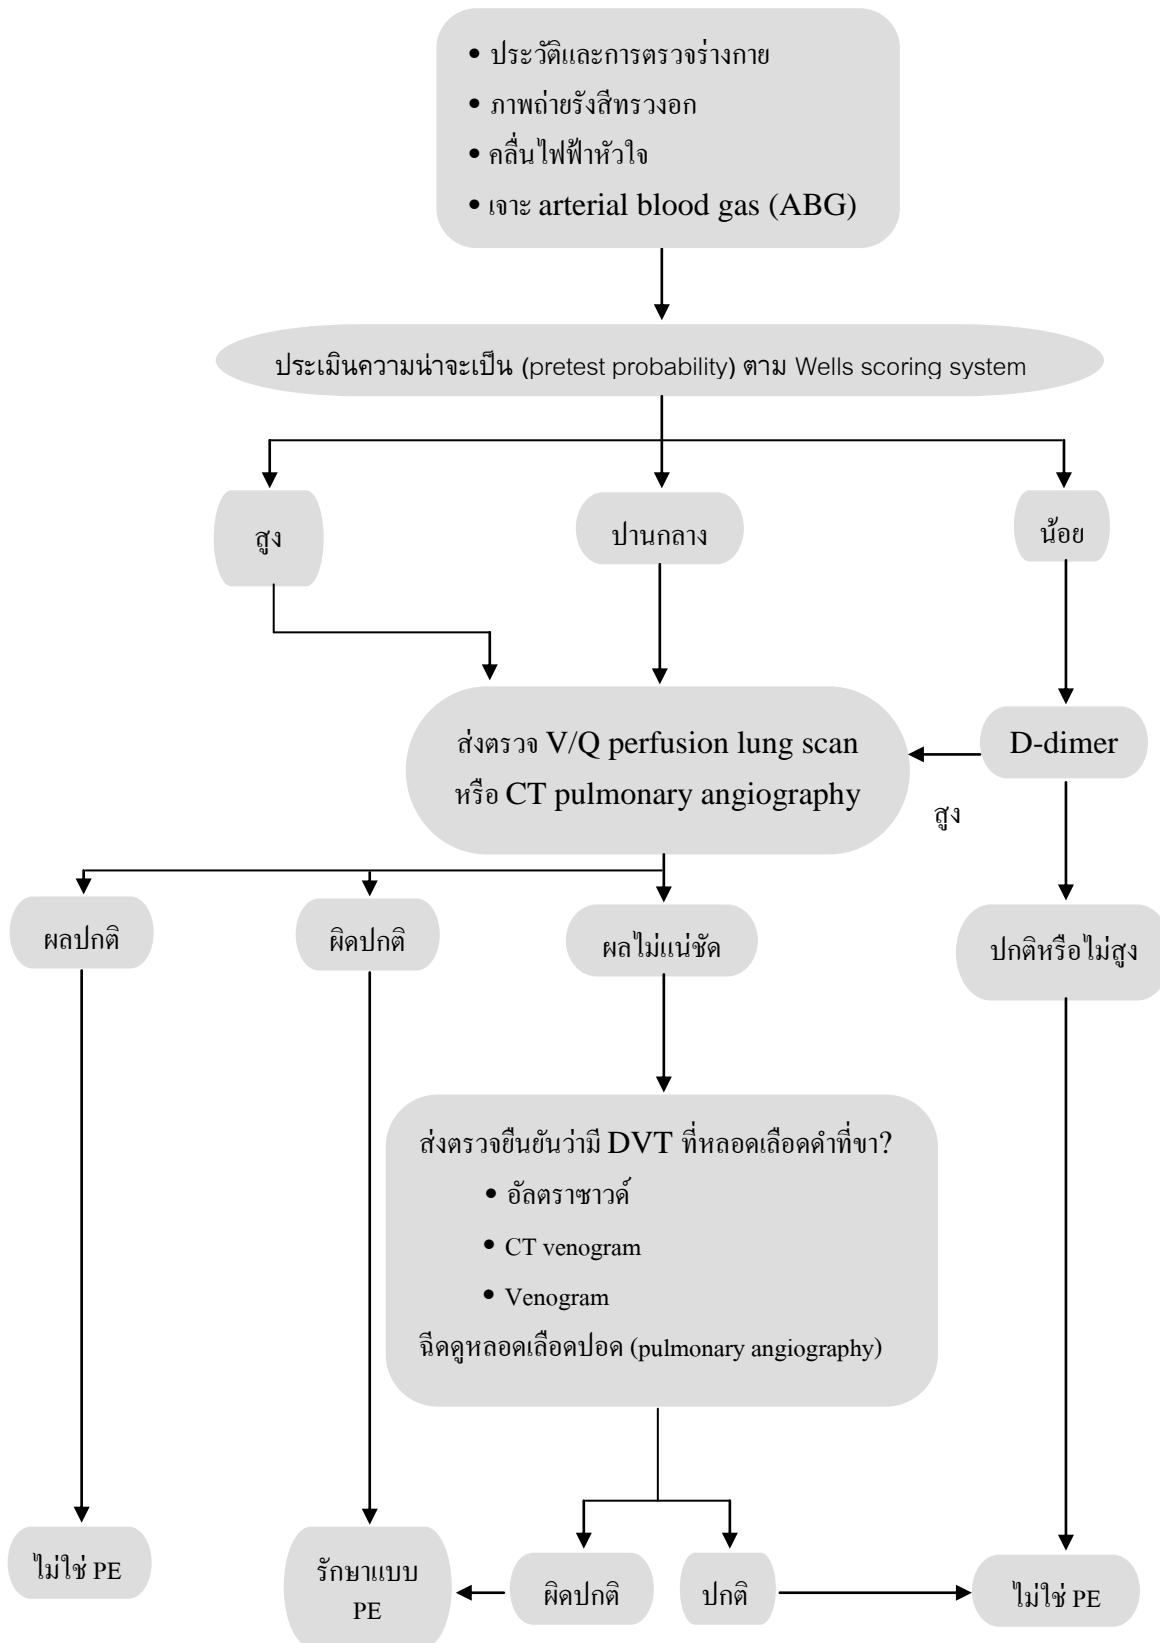 • ประวัติและการตรวจร่างกาย
• ภาพถ่ายรังสีทรวงอก
• คลื่นไฟฟ้าหัวใจ
• เจาะ arterial blood gas (ABG)
ประเมินความน่าจะเป็น (pretest probability) ตาม Wells scoring system
สูง
ปานกลาง
น้อย
ส่งตรวจ V/Q perfusion lung scan
หรือ CT pulmonary angiography
D-dimer
สูง
ผลปกติ
ผิดปกติ
ผลไม่แน่ชัด
ปกติหรือไม่สูง
ส่งตรวจยืนยันว่ามี DVT ที่หลอดเลือดดำที่ขา?
• อัลตราซาวด์
• CT venogram
• Venogram
ฉีดดูหลอดเลือดปอด (pulmonary angiography)
ไม่ใช่ PE
รักษาแบบ
PE
ผิดปกติ
ปกติ
ไม่ใช่ PE